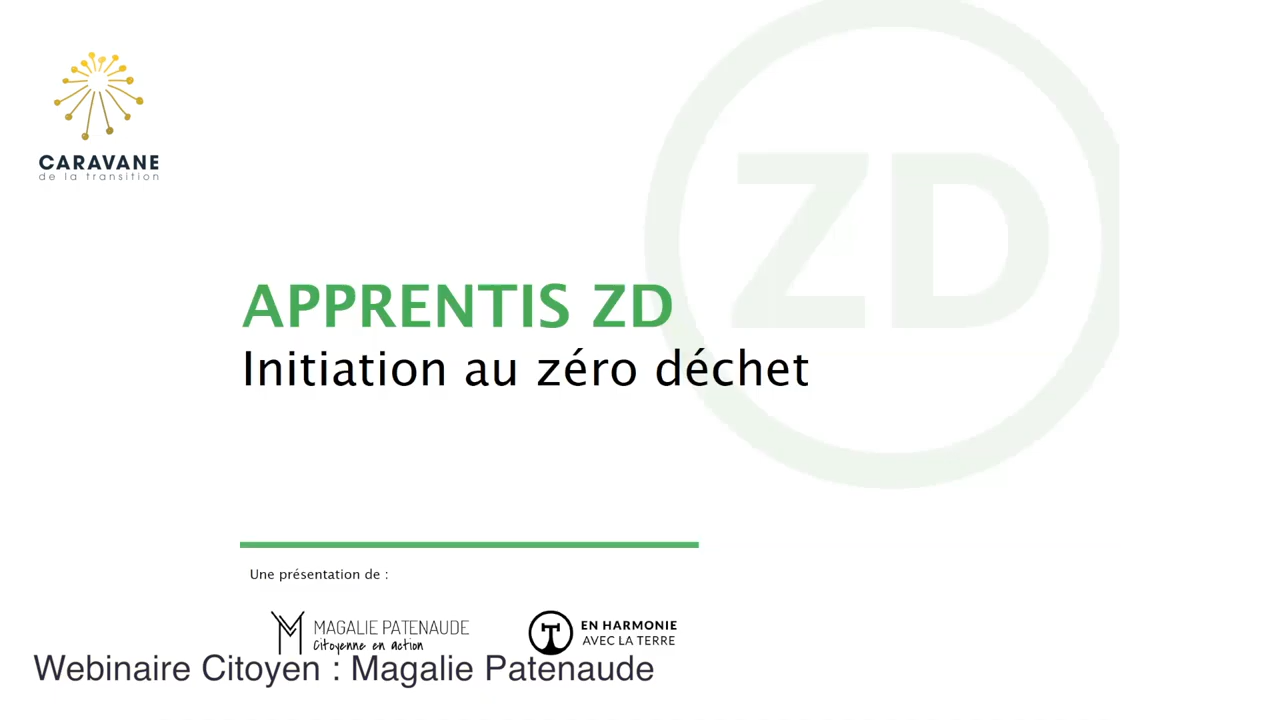 CARAVANE
de la transition
ZD
APPRENTIS ZD
Initiation au zéro déchet
Une présentation de :
MAGALIE PATENAUDE
Citoyenne en action
EN HARMONIE
AVEC LA TERRE
Webinaire Citoyen : Magalie Patenaude